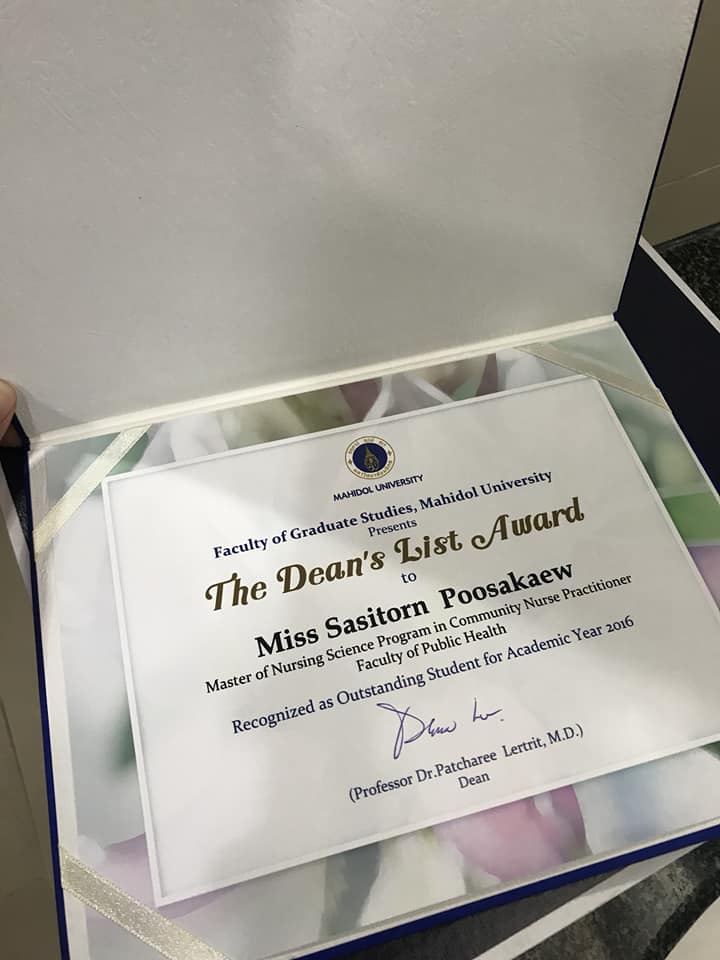 MAHIDOL UNIVERSITY
Faculty of Graduate Studies, Mahidol University
Presents
The Dean's List Award
to
Miss Sasitorn Poosakaew
Master of Nursing Science Program in Community Nurse Practitioner
Faculty of Public Health
Recognized as Outstanding Student for Academic Year 2016
(Professor Dr.Patcharee Lertrit, M.D.)
Dean